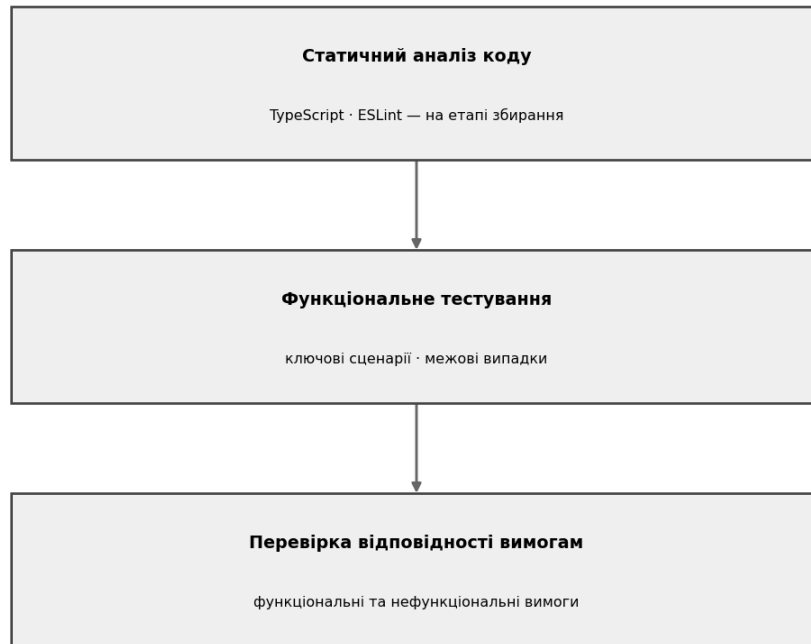 Статичний аналіз коду
TypeScript · ESLint — на етапі збирання
Функціональне тестування
ключові сценарії · межові випадки
Перевірка відповідності вимогам
функціональні та нефункціональні вимоги